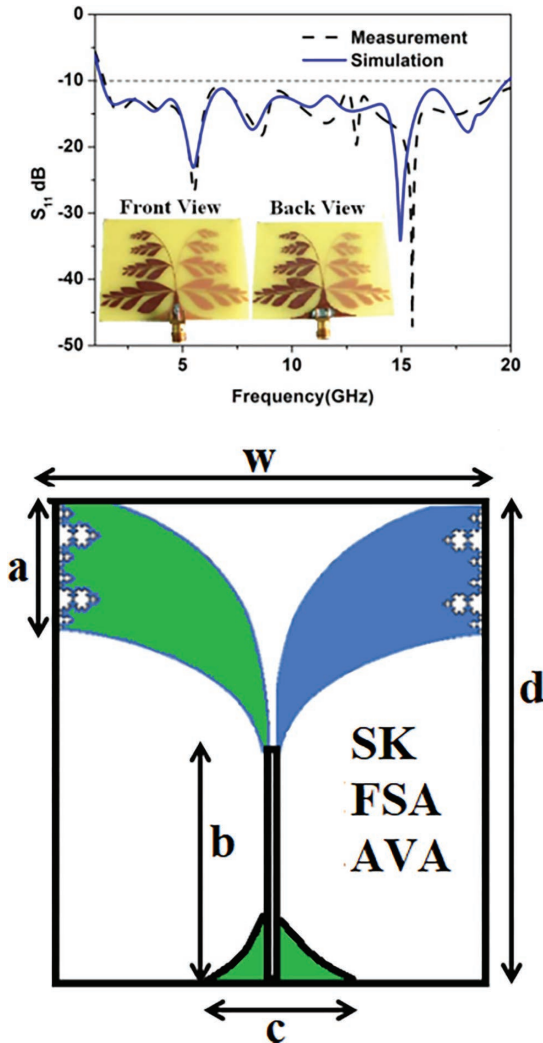 0
Measurement
Simulation
-10
-20
-30
-40
-50
S11 dB
Front View
Back View
5
10
15
20
Frequency(GHz)
w
a
d
SK
FSA
AVA
b
c